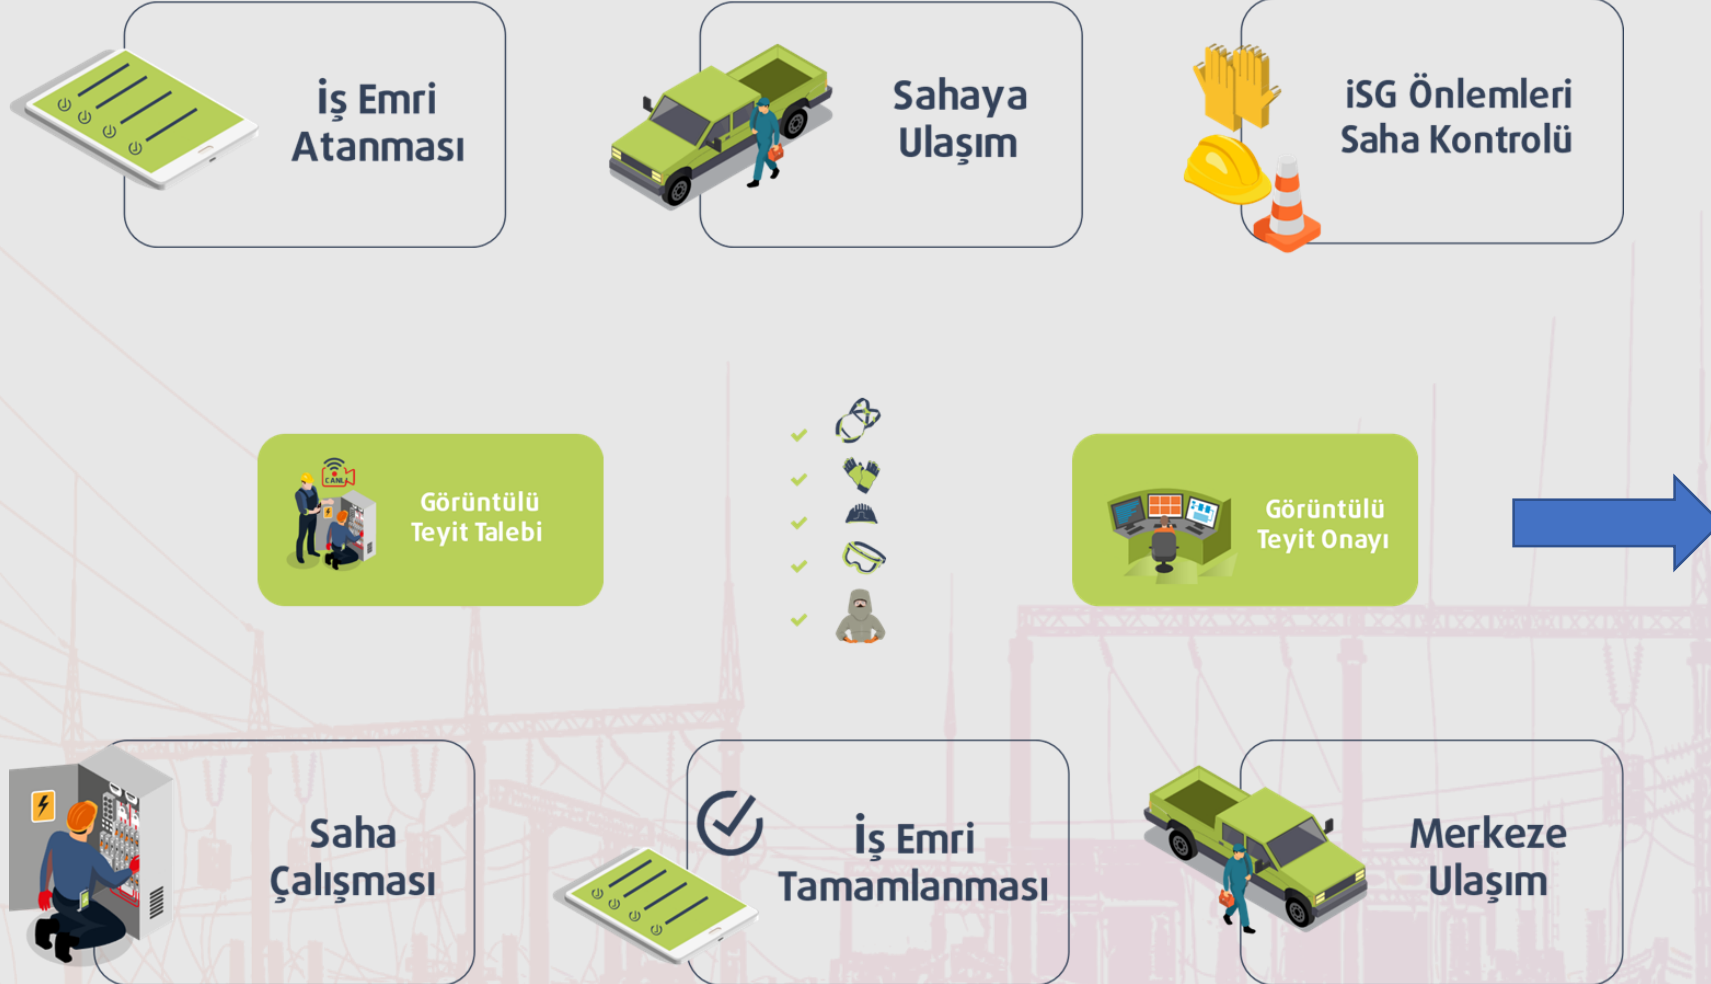 İş Emri
Atanması
Sahaya
Ulaşım
iSG Önlemleri
Saha Kontrolü
CANLI
Görüntülü
Teyit Talebi
Görüntülü
Teyit Onayı
Saha
Çalışması
İş Emri
Tamamlanması
Merkeze
Ulaşım